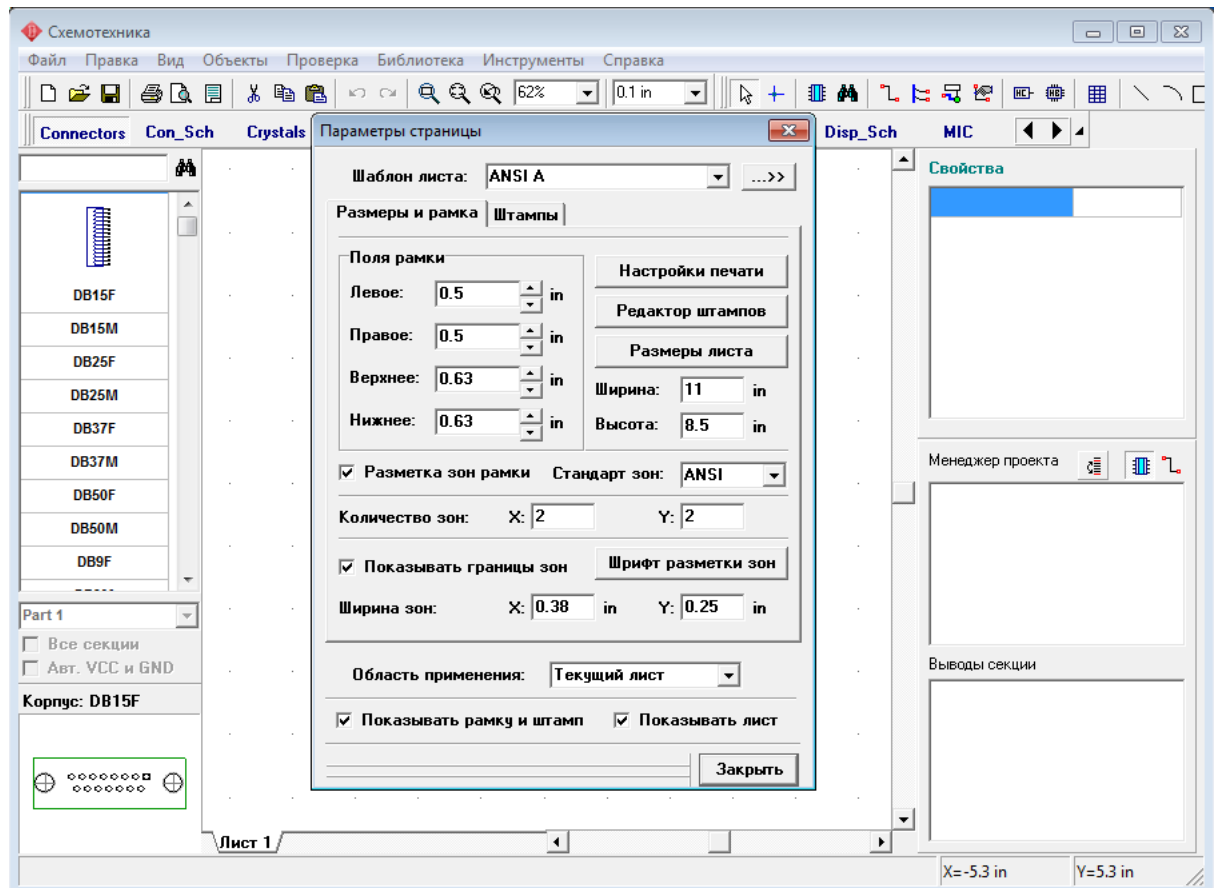 Схемотехника
Файл Правка Вид Объекты Проверка Библиотека Инструменты Справка
62% 0.1 in
Connectors Con_Sch Crystals Disp_Sch MIC
Параметры страницы
Шаблон листа: ANSI A ...>>
Размеры и рамка Штампы
Поля рамки
Левое: 0.5 in
Правое: 0.5 in
Верхнее: 0.63 in
Нижнее: 0.63 in
Настройки печати
Редактор штампов
Размеры листа
Ширина: 11 in
Высота: 8.5 in
Разметка зон рамки Стандарт зон: ANSI
Количество зон: X: 2 Y: 2
Показывать границы зон Шрифт разметки зон
Ширина зон: X: 0.38 in Y: 0.25 in
Область применения: Текущий лист
Показывать рамку и штамп Показывать лист
Закрыть
DB15F
DB15M
DB25F
DB25M
DB37F
DB37M
DB50F
DB50M
DB9F
Part 1
Все секции
Авт. VCC и GND
Корпус: DB15F
Лист 1
Свойства
Менеджер проекта
Выводы секции
X=-5.3 in Y=5.3 in